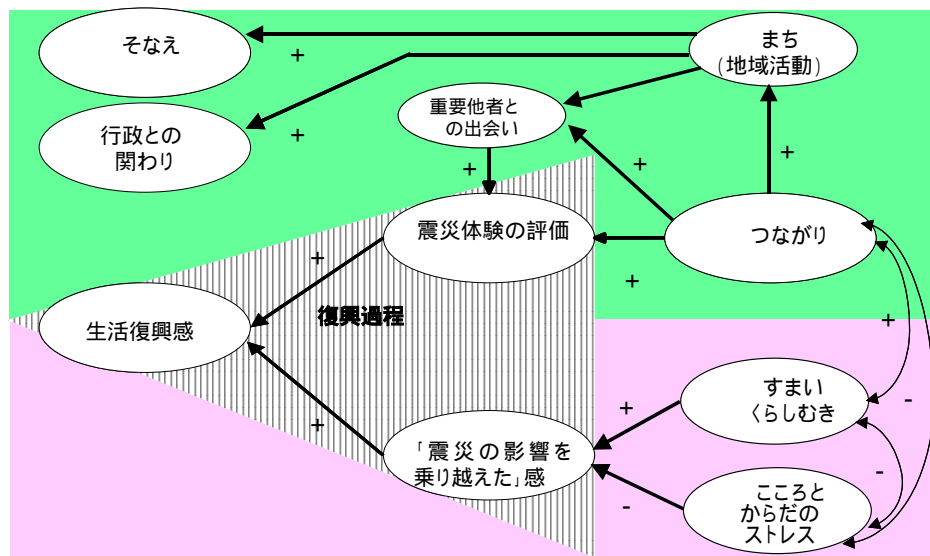 そなえ
まち
(地域活動)
+
重要他者と
の出会い
行政との
関わり
+
+
+
+
震災体験の評価
つながり
+
+
復興過程
+
生活復興感
すまい
くらしむき
+
-
+
「震災の影響を
乗り越えた」感
-
-
こころと
からだの
ストレス